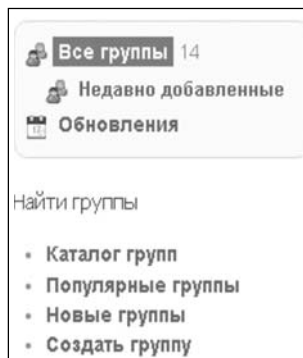 Все группы 14
Недавно добавленные
Обновления
Найти группы
Каталог групп
Популярные группы
Новые группы
Создать группу